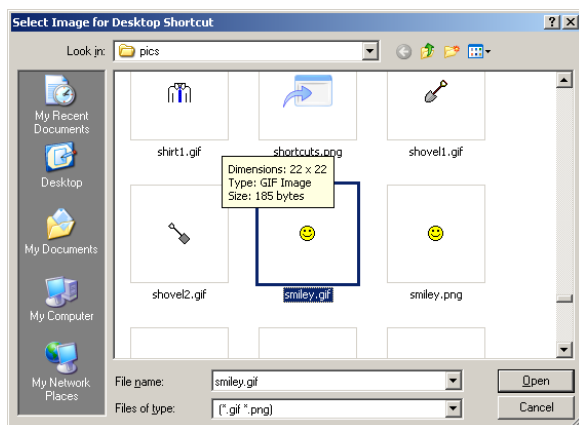 Select Image for Desktop Shortcut
Look in:
pics
My Recent
Documents
Desktop
My Documents
My Computer
My Network
Places
shirt1.gif
shortcuts.png
shovel1.gif
Dimensions: 22 x 22
Type: GIF Image
Size: 185 bytes
shovel2.gif
smiley.gif
smiley.png
File name:
smiley.gif
Open
Files of type:
(*.gif *.png)
Cancel